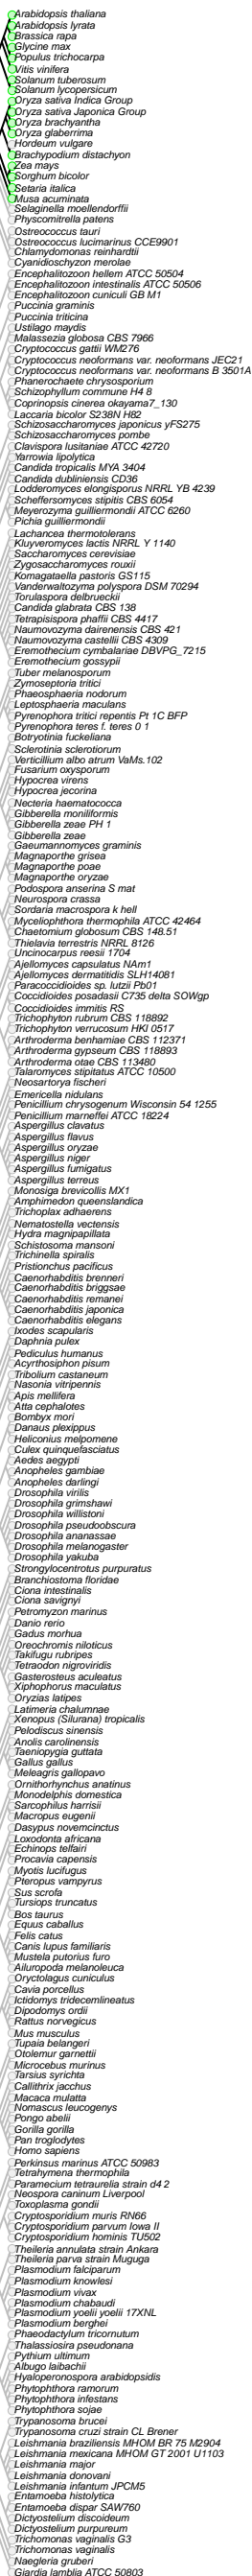 Arabidopsis thaliana
Arabidopsis lyrata
Brassica rapa
Glycine max
Populus trichocarpa
Vitis vinifera
Solanum tuberosum
Solanum lycopersicum
Oryza sativa Indica Group
Oryza sativa Japonica Group
Oryza brachyantha
Oryza glaberrima
Hordeum vulgare
Brachypodium distachyon
Zea mays
Sorghum bicolor
Setaria italica
Musa acuminata
Selaginella moellendorffii
Physcomitrella patens
Ostreococcus tauri
Ostreococcus lucimarinus CCE9901
Chlamydomonas reinhardtii
Cyanidioschyzon merolae
Encephalitozoon hellem ATCC 50504
Encephalitozoon intestinalis ATCC 50506
Encephalitozoon cuniculi GB M1
Puccinia graminis
Puccinia triticina
Ustilago maydis
Malassezia globosa CBS 7966
Cryptococcus gattii WM276
Cryptococcus neoformans var. neoformans JEC21
Cryptococcus neoformans var. neoformans B 3501A
Phanerochaete chrysosporium
Schizophyllum commune H4 8
Coprinopsis cinerea okayama7_130
Laccaria bicolor S238N H82
Schizosaccharomyces japonicus yFS275
Schizosaccharomyces pombe
Clavispora lusitaniae ATCC 42720
Yarrowia lipolytica
Candida tropicalis MYA 3404
Candida dubliniensis CD36
Lodderomyces elongisporus NRRL YB 4239
Scheffersomyces stipitis CBS 6054
Meyerozyma guilliermondii ATCC 6260
Pichia guilliermondii
Lachancea thermotolerans
Kluyveromyces lactis NRRL Y 1140
Saccharomyces cerevisiae
Zygosaccharomyces rouxii
Komagataella pastoris GS115
Vanderwaltozyma polyspora DSM 70294
Torulaspora delbrueckii
Candida glabrata CBS 138
Tetrapisispora phaffii CBS 4417
Naumovozyma dairenensis CBS 421
Naumovozyma castellii CBS 4309
Eremothecium cymbalariae DBVPG_7215
Eremothecium gossypii
Tuber melanosporum
Zymoseptoria tritici
Phaeosphaeria nodorum
Leptosphaeria maculans
Pyrenophora tritici repentis Pt 1C BFP
Pyrenophora teres f. teres 0 1
Botryotinia fuckeliana
Sclerotinia sclerotiorum
Verticillium albo atrum VaMs.102
Fusarium oxysporum
Hypocrea virens
Hypocrea jecorina
Necteria haematococca
Gibberella moniliformis
Gibberella zeae PH 1
Gibberella zeae
Gaeumannomyces graminis
Magnaporthe grisea
Magnaporthe poae
Magnaporthe oryzae
Podospora anserina S mat
Neurospora crassa
Sordaria macrospora k hell
Myceliophthora thermophila ATCC 42464
Chaetomium globosum CBS 148.51
Thielavia terrestris NRRL 8126
Uncinocarpus reesii 1704
Ajellomyces capsulatus NAm1
Ajellomyces dermatitidis SLH14081
Paracoccidioides sp. lutzii Pb01
Coccidioides posadasii C735 delta SOWgp
Coccidioides immitis RS
Trichophyton rubrum CBS 118892
Trichophyton verrucosum HKI 0517
Arthroderma benhamiae CBS 112371
Arthroderma gypseum CBS 118893
Arthroderma otae CBS 113480
Talaromyces stipitatus ATCC 10500
Neosartorya fischeri
Emericella nidulans
Penicillium chrysogenum Wisconsin 54 1255
Penicillium marneffei ATCC 18224
Aspergillus clavatus
Aspergillus flavus
Aspergillus oryzae
Aspergillus niger
Aspergillus fumigatus
Aspergillus terreus
Monosiga brevicollis MX1
Amphimedon queenslandica
Trichoplax adhaerens
Nematostella vectensis
Hydra magnipapillata
Schistosoma mansoni
Trichinella spiralis
Pristionchus pacificus
Caenorhabditis brenneri
Caenorhabditis briggsae
Caenorhabditis remanei
Caenorhabditis japonica
Caenorhabditis elegans
Ixodes scapularis
Daphnia pulex
Pediculus humanus
Acyrthosiphon pisum
Tribolium castaneum
Nasonia vitripennis
Apis mellifera
Atta cephalotes
Bombyx mori
Danaus plexippus
Heliconius melpomene
Culex quinquefasciatus
Aedes aegypti
Anopheles gambiae
Anopheles darlingi
Drosophila virilis
Drosophila grimshawi
Drosophila willistoni
Drosophila pseudoobscura
Drosophila ananassae
Drosophila melanogaster
Drosophila yakuba
Strongylocentrotus purpuratus
Branchiostoma floridae
Ciona intestinalis
Ciona savignyi
Petromyzon marinus
Danio rerio
Gadus morhua
Oreochromis niloticus
Takifugu rubripes
Tetraodon nigroviridis
Gasterosteus aculeatus
Xiphophorus maculatus
Oryzias latipes
Latimeria chalumnae
Xenopus (Silurana) tropicalis
Pelodiscus sinensis
Anolis carolinensis
Taeniopygia guttata
Gallus gallus
Meleagris gallopavo
Ornithorhynchus anatinus
Monodelphis domestica
Sarcophilus harrisii
Macropus eugenii
Dasypus novemcinctus
Loxodonta africana
Echinops telfairi
Procavia capensis
Myotis lucifugus
Pteropus vampyrus
Sus scrofa
Tursiops truncatus
Bos taurus
Equus caballus
Felis catus
Canis lupus familiaris
Mustela putorius furo
Ailuropoda melanoleuca
Oryctolagus cuniculus
Cavia porcellus
Ictidomys tridecemlineatus
Dipodomys ordii
Rattus norvegicus
Mus musculus
Tupaia belangeri
Otolemur garnettii
Microcebus murinus
Tarsius syrichta
Callithrix jacchus
Macaca mulatta
Nomascus leucogenys
Pongo abelii
Gorilla gorilla
Pan troglodytes
Homo sapiens
Perkinsus marinus ATCC 50983
Tetrahymena thermophila
Paramecium tetraurelia strain d4 2
Neospora caninum Liverpool
Toxoplasma gondii
Cryptosporidium muris RN66
Cryptosporidium parvum Iowa II
Cryptosporidium hominis TU502
Theileria annulata strain Ankara
Theileria parva strain Muguga
Plasmodium falciparum
Plasmodium knowlesi
Plasmodium vivax
Plasmodium chabaudi
Plasmodium yoelii yoelii 17XNL
Plasmodium berghei
Phaeodactylum tricornutum
Thalassiosira pseudonana
Pythium ultimum
Albugo laibachii
Hyaloperonospora arabidopsidis
Phytophthora ramorum
Phytophthora infestans
Phytophthora sojae
Trypanosoma brucei
Trypanosoma cruzi strain CL Brener
Leishmania braziliensis MHOM BR 75 M2904
Leishmania mexicana MHOM GT 2001 U1103
Leishmania major
Leishmania donovani
Leishmania infantum JPCM5
Entamoeba histolytica
Entamoeba dispar SAW760
Dictyostelium discoideum
Dictyostelium purpureum
Trichomonas vaginalis G3
Trichomonas vaginalis
Naegleria gruberi
Giardia lamblia ATCC 50803